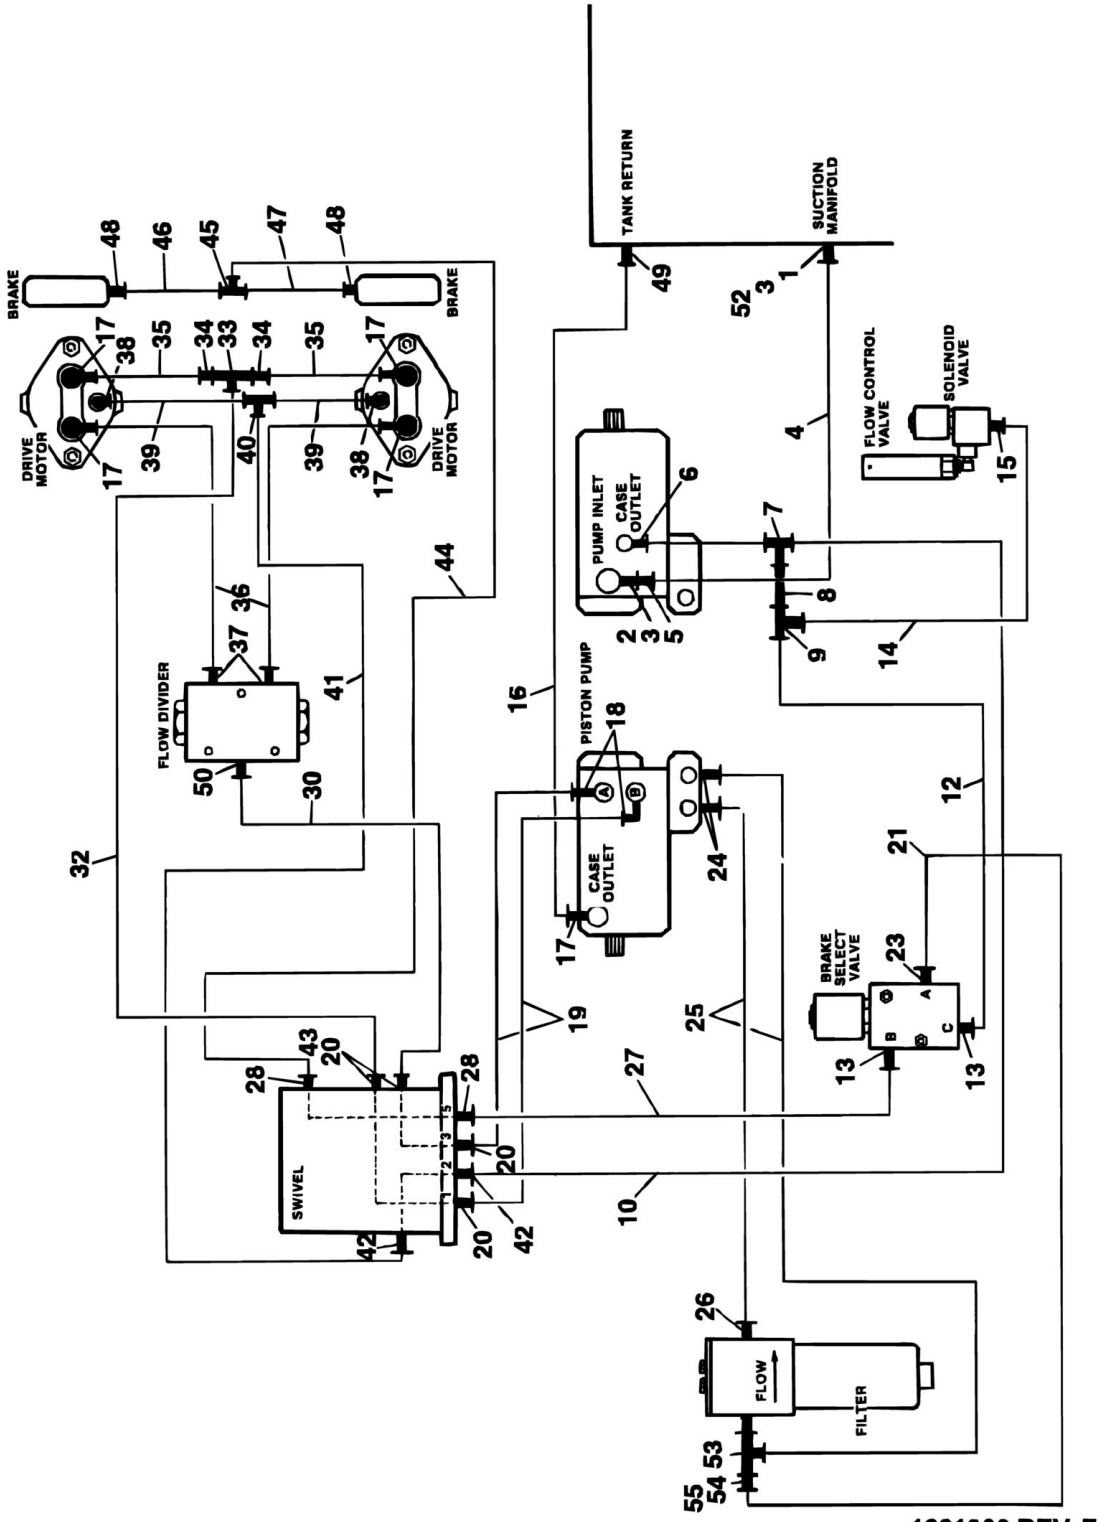 BRAKE
48
46
45
47
48
BRAKE
DRIVE
MOTOR
17
38
35
34
33
34
35
17
17
39
40
39
38
17
DRIVE
MOTOR
32
36
37
FLOW DIVIDER
50
30
41
44
SWIVEL
28
43
20
42
1
2
3
5
28
20
42
20
19
27
10
16
PISTON PUMP
18
A
B
CASE
OUTLET
17
24
25
PUMP INLET
CASE
OUTLET
6
2
3
5
TANK RETURN
49
SUCTION
MANIFOLD
1
3
52
4
7
8
9
14
12
FLOW CONTROL
VALVE
SOLENOID
VALVE
15
21
BRAKE
SELECT
VALVE
23
A
B
C
13
13
26
FLOW
FILTER
53
54
55